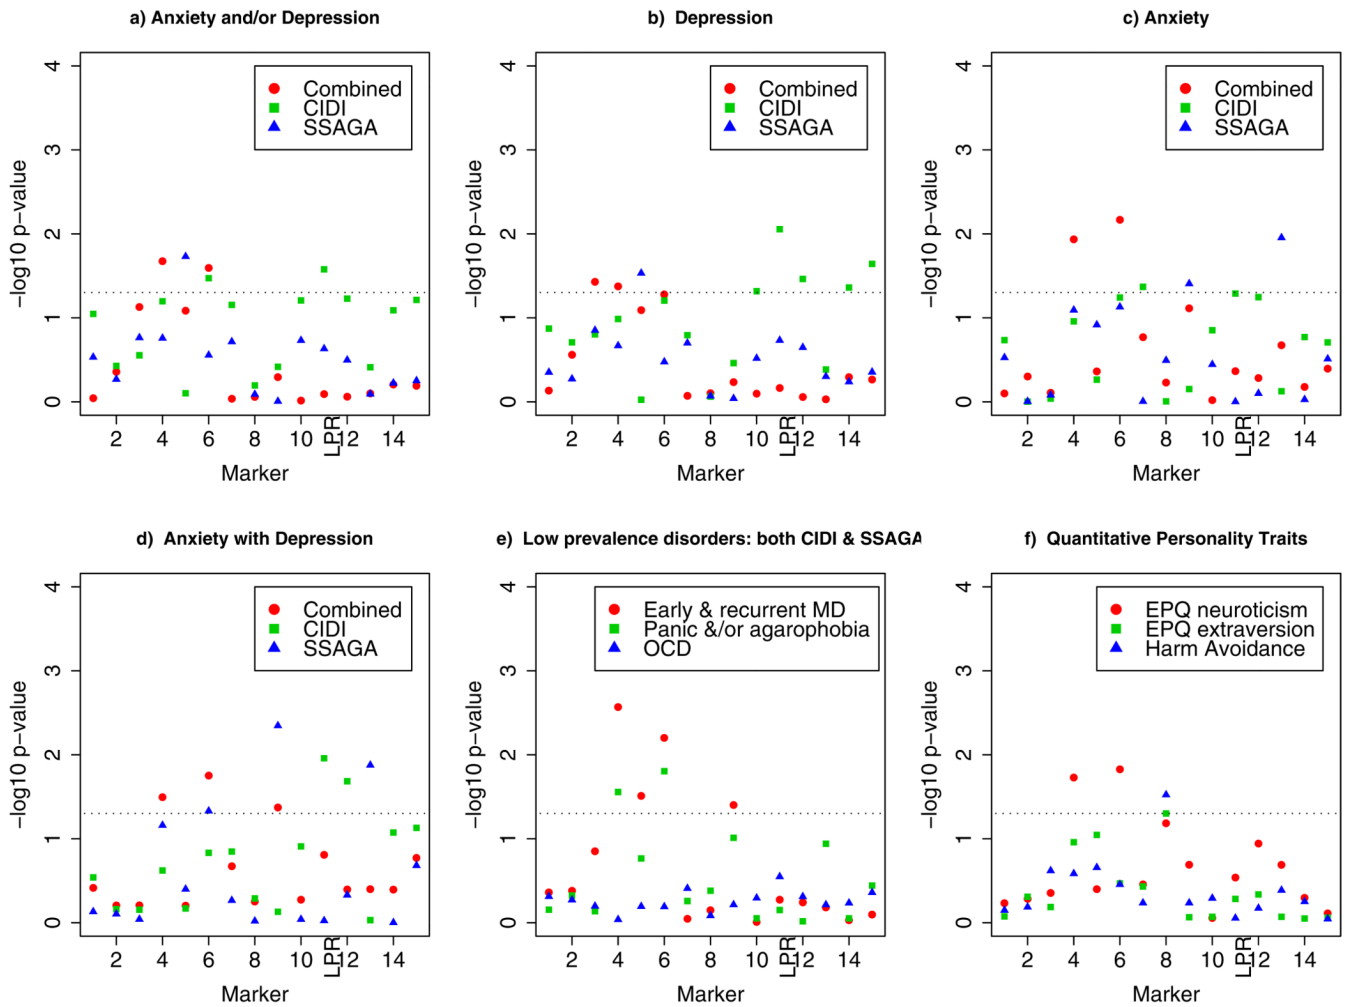 a) Anxiety and/or Depression
4
3
2
1
0
−log10 p−value
Combined
CIDI
SSAGA
2 4 6 8 10 LPR 12 14
Marker
b) Depression
4
3
2
1
0
−log10 p−value
Combined
CIDI
SSAGA
2 4 6 8 10 LPR 12 14
Marker
c) Anxiety
4
3
2
1
0
−log10 p−value
Combined
CIDI
SSAGA
2 4 6 8 10 LPR 12 14
Marker
d) Anxiety with Depression
4
3
2
1
0
−log10 p−value
Combined
CIDI
SSAGA
2 4 6 8 10 LPR 12 14
Marker
e) Low prevalence disorders: both CIDI & SSAGA
4
3
2
1
0
−log10 p−value
Early & recurrent MD
Panic &/or agarophobia
OCD
2 4 6 8 10 LPR 12 14
Marker
f) Quantitative Personality Traits
4
3
2
1
0
−log10 p−value
EPQ neuroticism
EPQ extraversion
Harm Avoidance
2 4 6 8 10 LPR 12 14
Marker